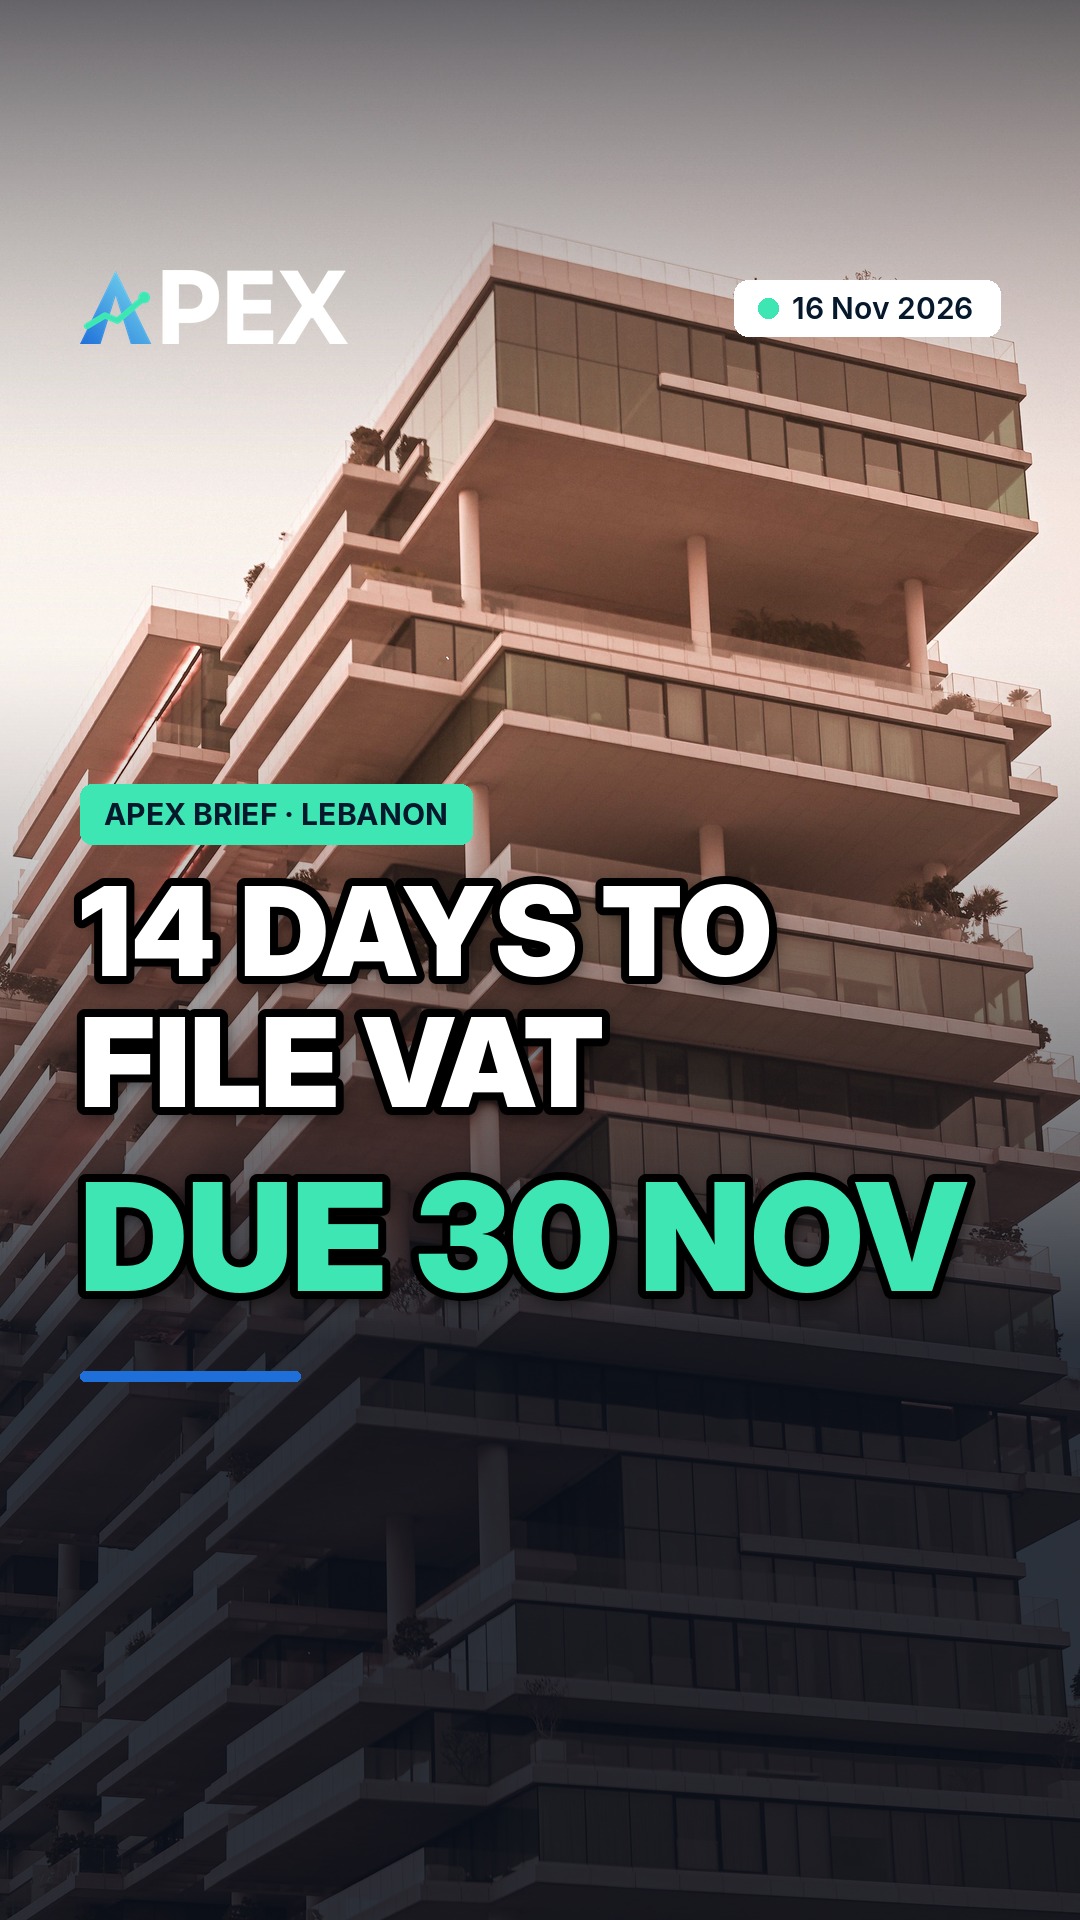 APEX
16 Nov 2026
APEX BRIEF · LEBANON
14 DAYS TO
FILE VAT
DUE 30 NOV